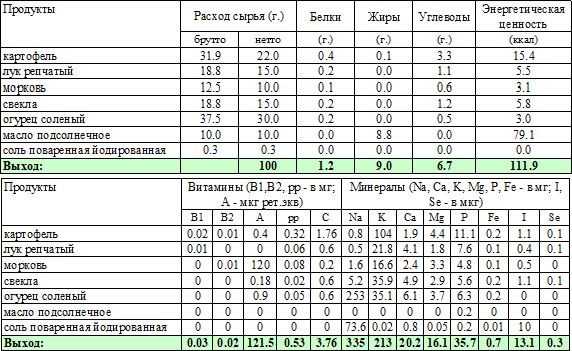 Продукты Расход сырья (г.) Белки Жиры Углеводы Энергетическая ценность
брутто нетто (г.) (г.) (г.) (ккал)
картофель 31.9 22.0 0.4 0.1 3.3 15.4
лук репчатый 18.8 15.0 0.2 0.0 1.1 5.5
морковь 12.5 10.0 0.1 0.0 0.6 3.1
свекла 18.8 15.0 0.2 0.0 1.2 5.8
огурец соленый 37.5 30.0 0.2 0.0 0.5 3.0
масло подсолнечное 10.0 10.0 0.0 8.8 0.0 79.1
соль поваренная йодированная 0.3 0.3 0.0 0.0 0.0 0.0
Выход: 100 1.2 9.0 6.7 111.9
Продукты Витамины (B1,B2, pp - в мг; А - мкг рет.экв) Минералы (Na, Ca, K, Mg, P, Fe - в мг; I, Se - в мкг)
B1 B2 A pp C Na K Ca Mg P Fe I Se
картофель 0.02 0.01 0.4 0.32 1.76 0.8 104 1.9 4.4 11.1 0.2 1.1 0.1
лук репчатый 0.01 0 0 0.06 0.6 0.5 21.8 4.1 1.8 7.6 0.1 0.4 0.1
морковь 0 0.01 120 0.08 0.2 1.6 16.6 2.4 3.3 4.8 0.1 0.5 0
свекла 0 0 0.18 0.02 0.6 5.2 35.9 4.9 2.9 5.6 0.2 1.1 0.1
огурец соленый 0 0 0.9 0.05 0.6 253 35.1 6.1 3.7 6.3 0.2 0 0
масло подсолнечное 0 0 0 0 0 0 0 0 0 0.2 0 0 0
соль поваренная йодированная 0 0 0 0 0 73.6 0.02 0.8 0.05 0.2 0.01 10 0
Выход: 0.03 0.02 121.5 0.53 3.76 335 213 20.2 16.1 35.7 0.7 13.1 0.3